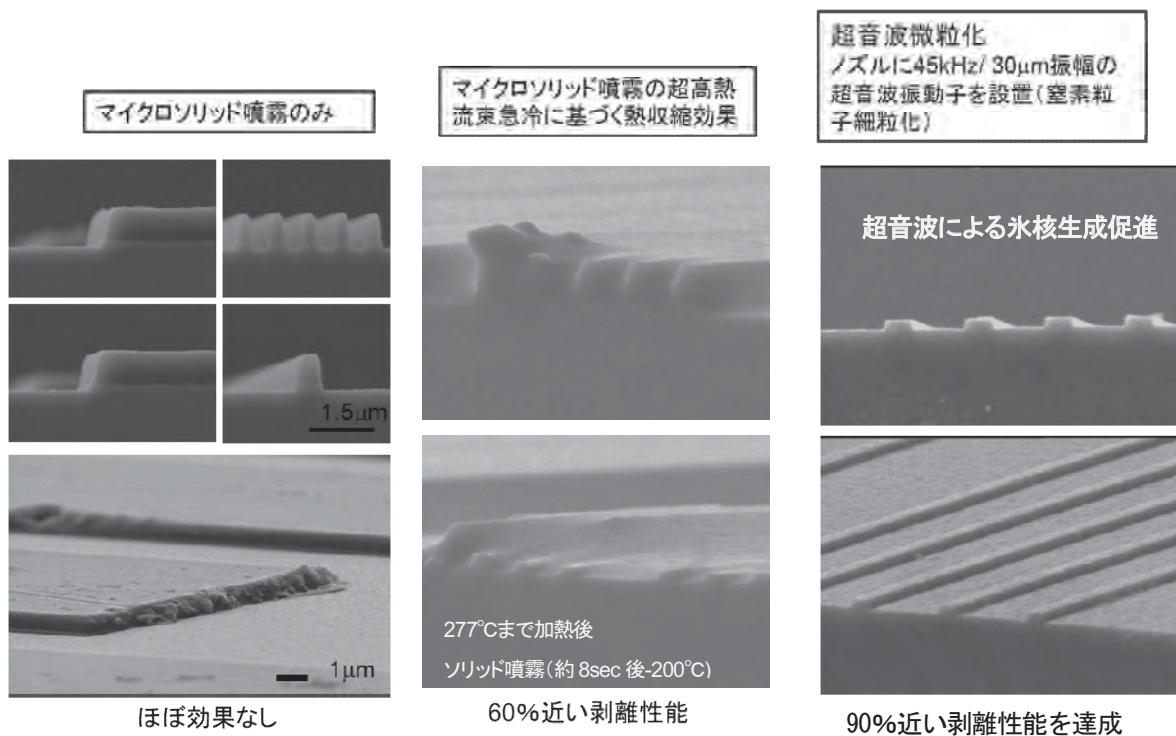 マイクロソリッド噴霧のみ
1.5μm
1μm
ほぼ効果なし
マイクロソリッド噴霧の超高熱
流束急冷に基づく熱収縮効果
277℃まで加熱後
ソリッド噴霧(約 8sec 後-200℃)
60%近い剥離性能
超音波微粒化
ノズルに45kHz/ 30μm振幅の
超音波振動子を設置(窒素粒
子細粒化)
超音波による氷核生成促進
90%近い剥離性能を達成